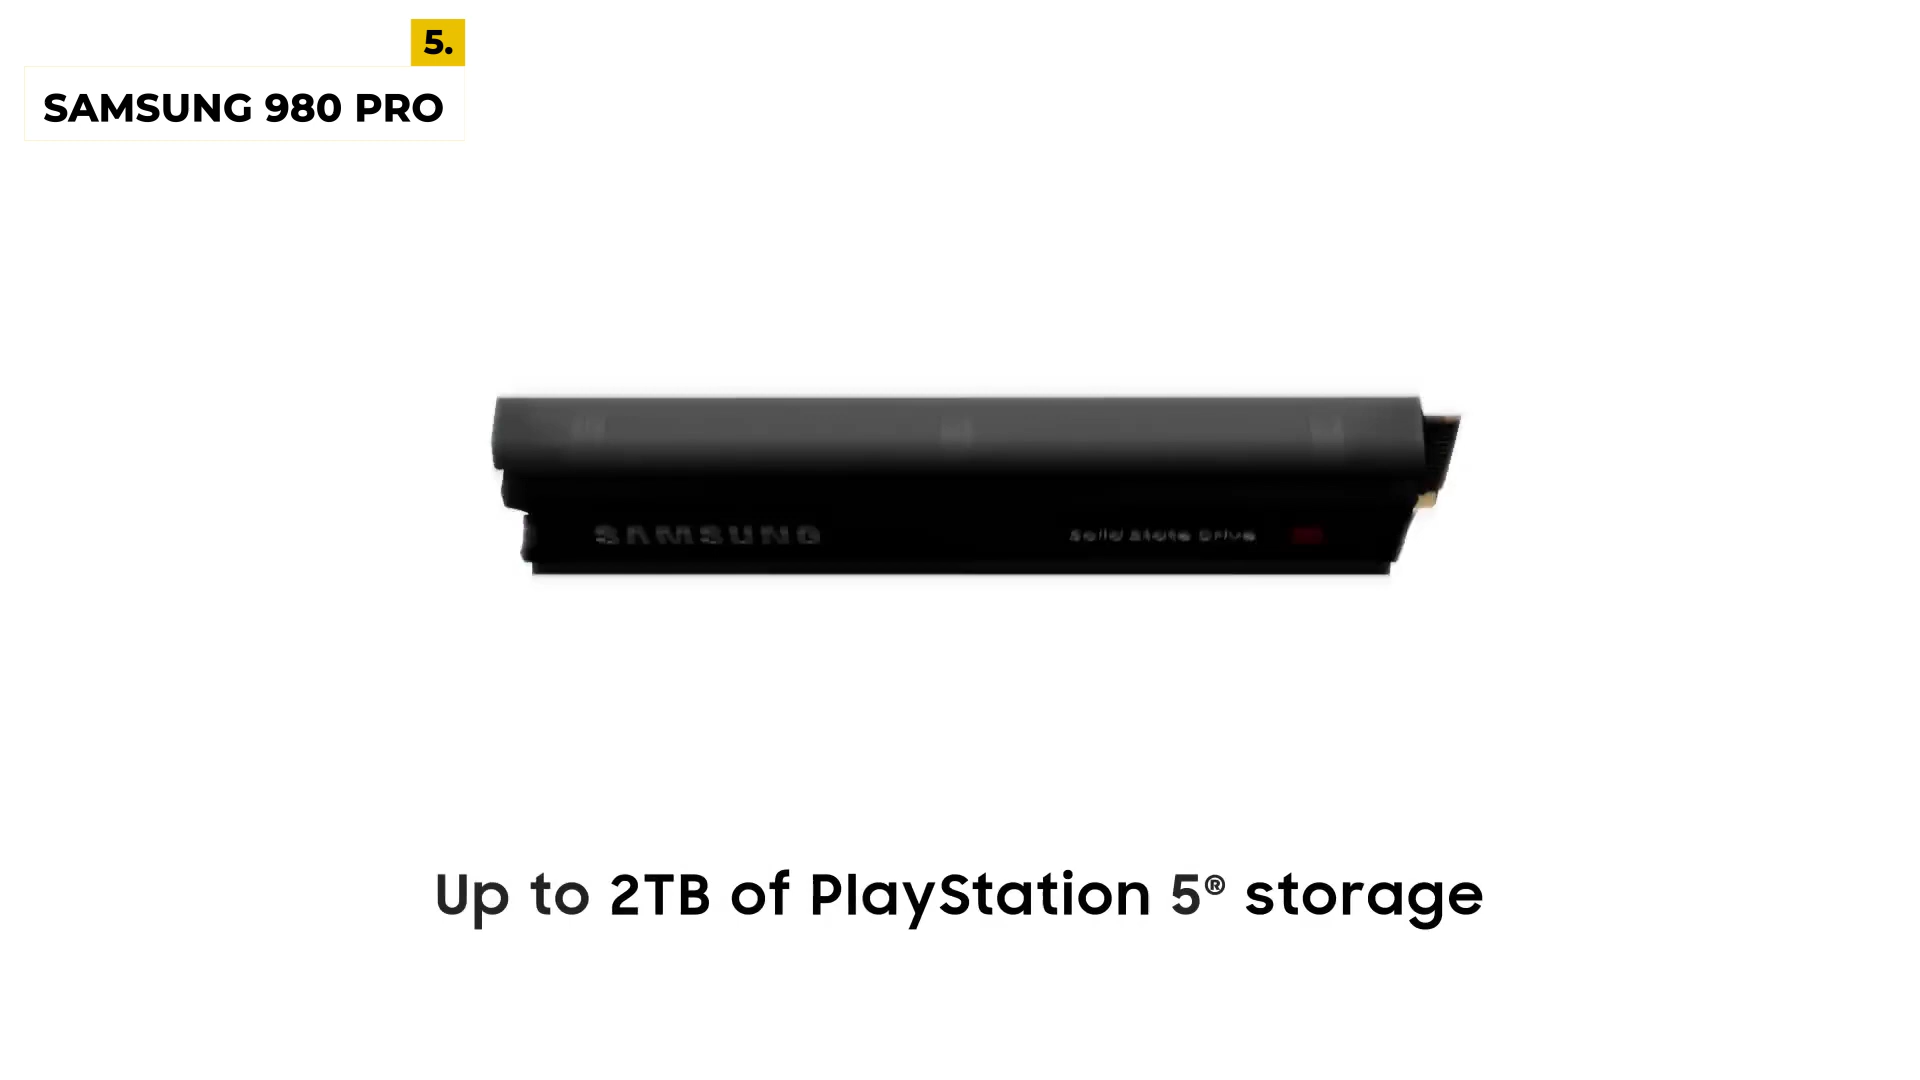 5.
SAMSUNG 980 PRO
SAMSUNG
Solid State Drive
Up to 2TB of PlayStation 5® storage